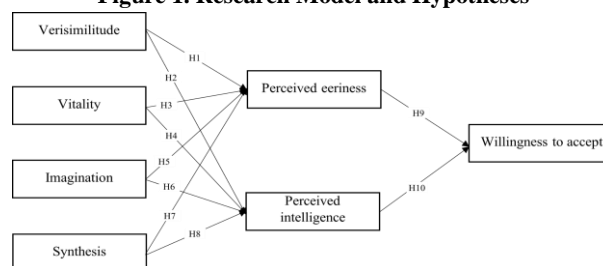 Figure 1. Research Model and Hypotheses
Verisimilitude
H1
H2
Perceived eeriness
Vitality
H3
H4
H9
Willingness to accept
H5
Imagination
H6
H10
Perceived
intelligence
H7
Synthesis
H8